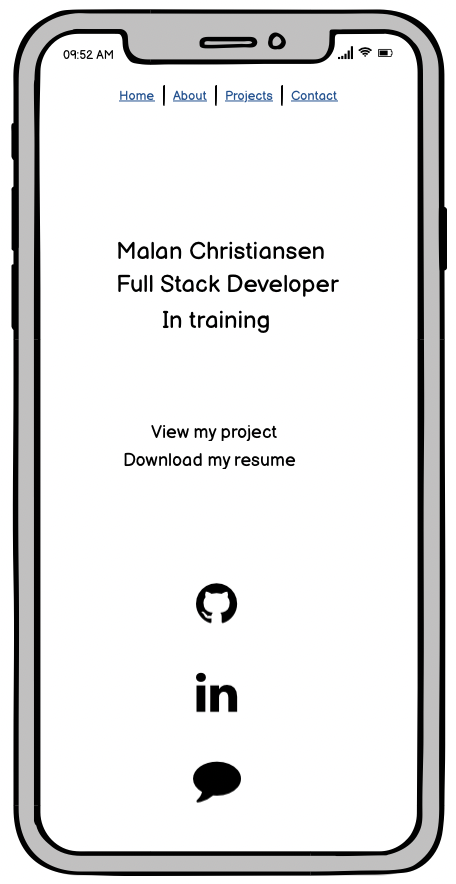 09:52 AM
Home | About | Projects | Contact
Malan Christiansen
Full Stack Developer
In training
View my project
Download my resume
in